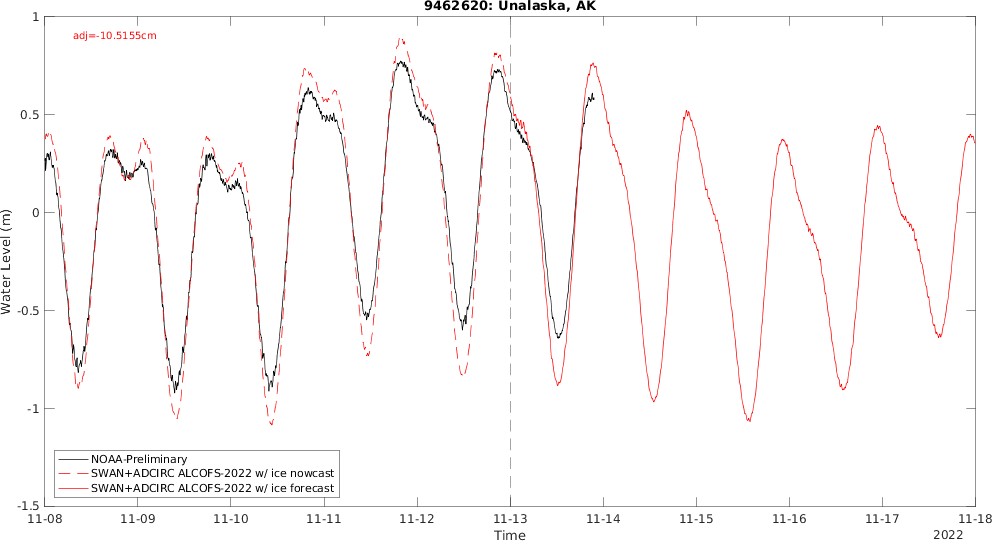 9462620: Unalaska, AK
adj=-10.5155cm
1
0.5
0
-0.5
-1
-1.5
Water Level (m)
NOAA-Preliminary
SWAN+ADCIRC ALCOFS-2022 w/ ice nowcast
SWAN+ADCIRC ALCOFS-2022 w/ ice forecast
11-08 11-09 11-10 11-11 11-12 11-13 11-14 11-15 11-16 11-17 11-18
Time
2022